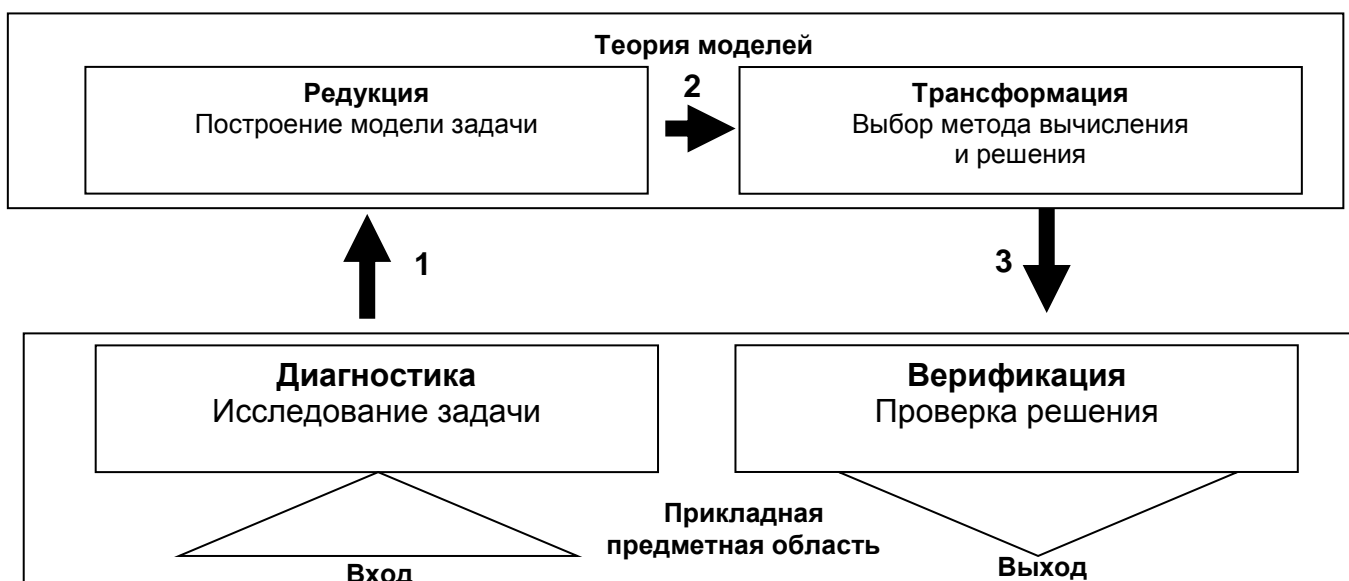 Теория моделей
Редукция
Построение модели задачи
2
Трансформация
Выбор метода вычисления
и решения
1
3
Диагностика
Исследование задачи
Верификация
Проверка решения
Прикладная
предметная область
Вход
Выход